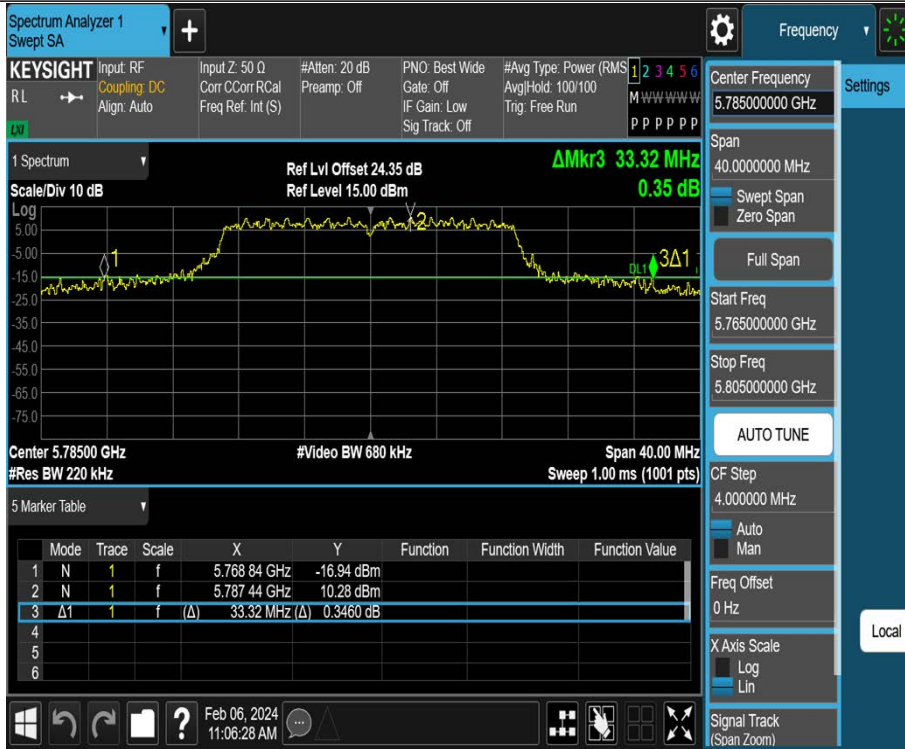 Spectrum Analyzer 1
Swept SA
+
Frequency
KEYSIGHT
RL
LXI
Input: RF
Coupling: DC
Align: Auto
Input Z: 50 Ω
Corr CCorr RCal
Freq Ref: Int (S)
#Atten: 20 dB
Preamp: Off
PNO: Best Wide
Gate: Off
IF Gain: Low
Sig Track: Off
#Avg Type: Power (RMS
Avg|Hold: 100/100
Trig: Free Run
1 2 3 4 5 6
M W W W W W
P P P P P P
1 Spectrum
Scale/Div 10 dB
Ref Lvl Offset 24.35 dB
Ref Level 15.00 dBm
ΔMkr3 33.32 MHz
0.35 dB
Log
5.00
-5.00
-15.0
-25.0
-35.0
-45.0
-55.0
-65.0
-75.0
1
2
3Δ1
DL1
Center 5.78500 GHz
#Video BW 680 kHz
Span 40.00 MHz
#Res BW 220 kHz
Sweep 1.00 ms (1001 pts)
5 Marker Table
Mode Trace Scale X Y Function Function Width Function Value
1 N 1 f 5.768 84 GHz -16.94 dBm
2 N 1 f 5.787 44 GHz 10.28 dBm
3 Δ1 1 f (Δ) 33.32 MHz (Δ) 0.3460 dB
4
5
6
?
Feb 06, 2024
11:06:28 AM
Center Frequency
5.785000000 GHz
Settings
Span
40.0000000 MHz
Swept Span
Zero Span
Full Span
Start Freq
5.765000000 GHz
Stop Freq
5.805000000 GHz
AUTO TUNE
CF Step
4.000000 MHz
Auto
Man
Freq Offset
0 Hz
Local
X Axis Scale
Log
Lin
Signal Track
(Span Zoom)